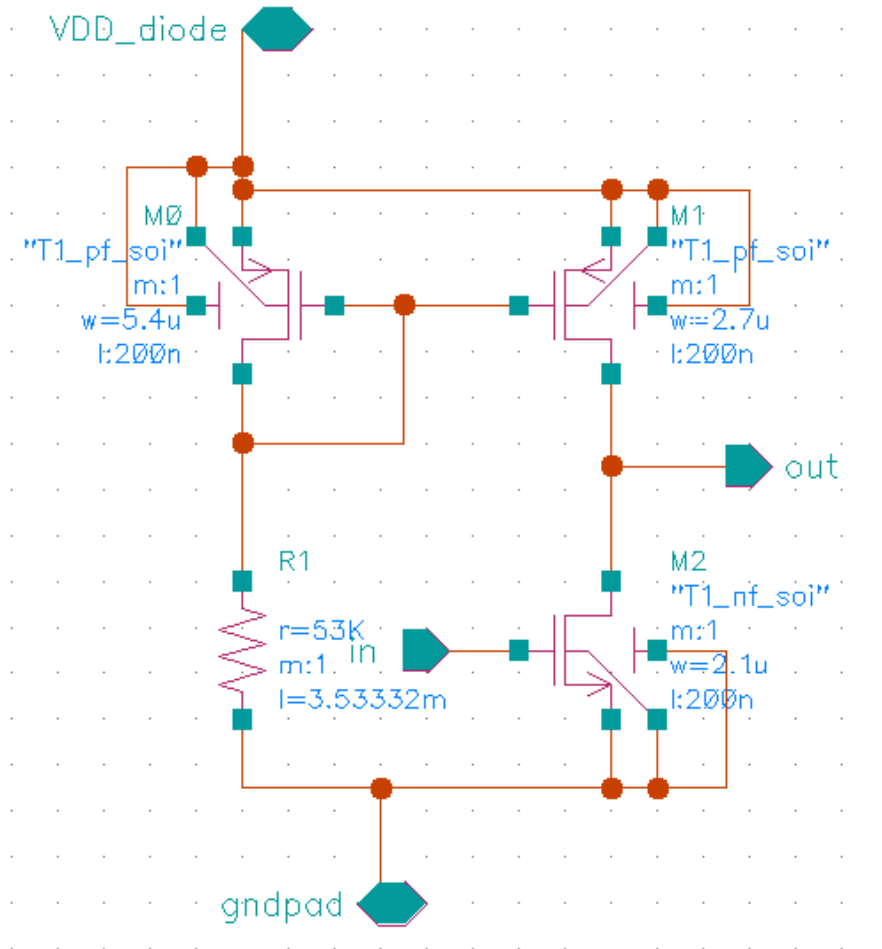 VDD_diode
MØ
"T1_pf_soi"
m:1
w=5.4u
l:200n
M1
"T1_pf_soi"
m:1
w=2.7u
l:200n
out
R1
r=53K
m:1
l=3.53332m
in
M2
"T1_nf_soi"
m:1
w=2.1u
l:200n
gndpad